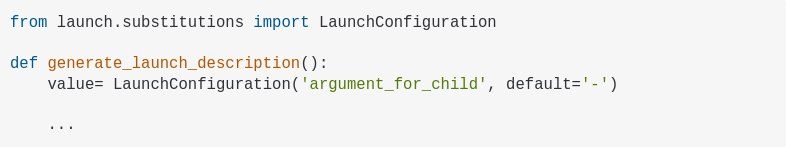 from launch.substitutions import LaunchConfiguration
def generate_launch_description():
    value= LaunchConfiguration('argument_for_child', default='-')
    ...